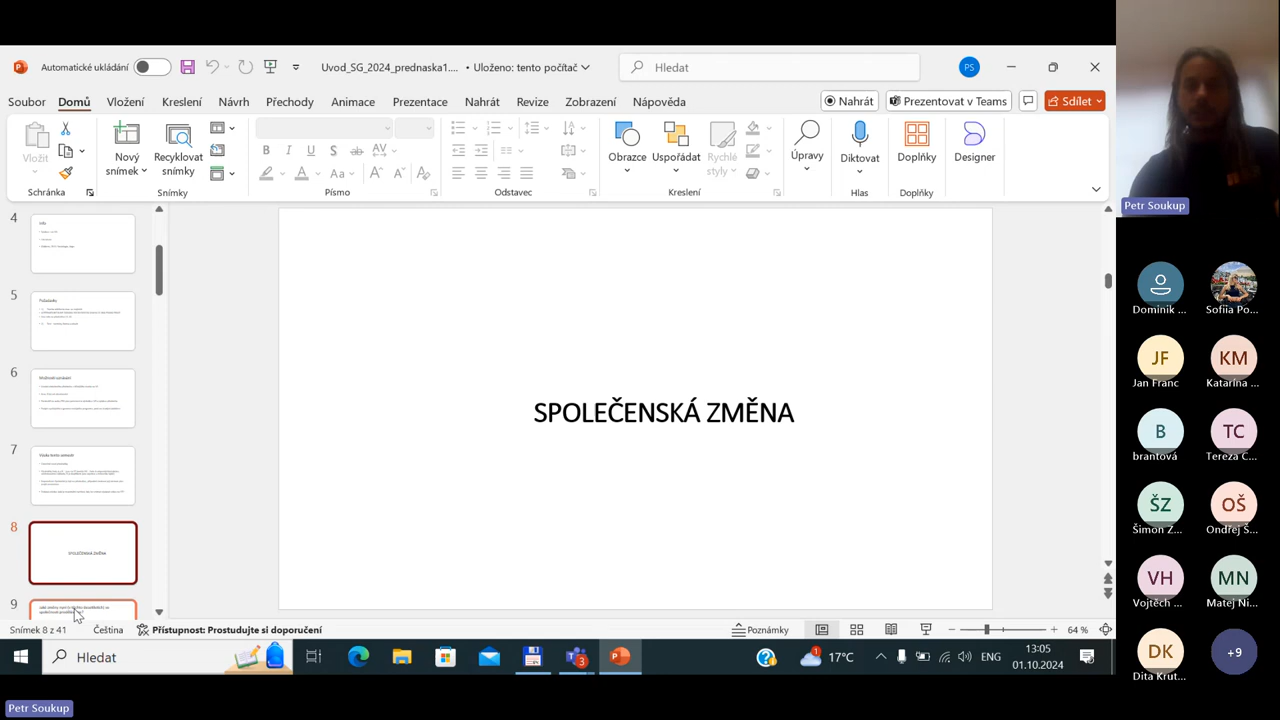 Automatické ukládání
Uvod_SG_2024_prednaska1.... • Uloženo: tento počítač
Hledat
PS
Soubor Domů Vložení Kreslení Návrh Přechody Animace Prezentace Nahrát Revize Zobrazení Nápověda
Nahrát
Prezentovat v Teams
Sdílet
Vložit
Nový snímek
Recyklovat snímky
Obrazce
Uspořádat
Rychlé styly
Úpravy
Diktovat
Doplňky
Designer
Schránka
Snímky
Písmo
Odstavec
Kreslení
Hlas
Doplňky
4
5
6
7
8
SPOLEČENSKÁ ZMĚNA
9
SPOLEČENSKÁ ZMĚNA
Snímek 8 z 41
Čeština
Přístupnost: Prostudujte si doporučení
Poznámky
64 %
Hledat
3
1
17°C
ENG
13:05
01.10.2024
Petr Soukup
Dominik ...
Sofiia Po...
JF
Jan Franc
KM
Katarína ...
B
brantová
TC
Tereza C...
ŠZ
Šimon Z...
OŠ
Ondřej Š...
VH
Vojtěch ...
MN
Matej Ni...
DK
Dita Krut...
+9
Petr Soukup